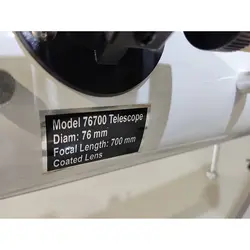 Model 76700 Telescope
Diam: 76 mm
Focal Length: 700 mm
Coated Lens